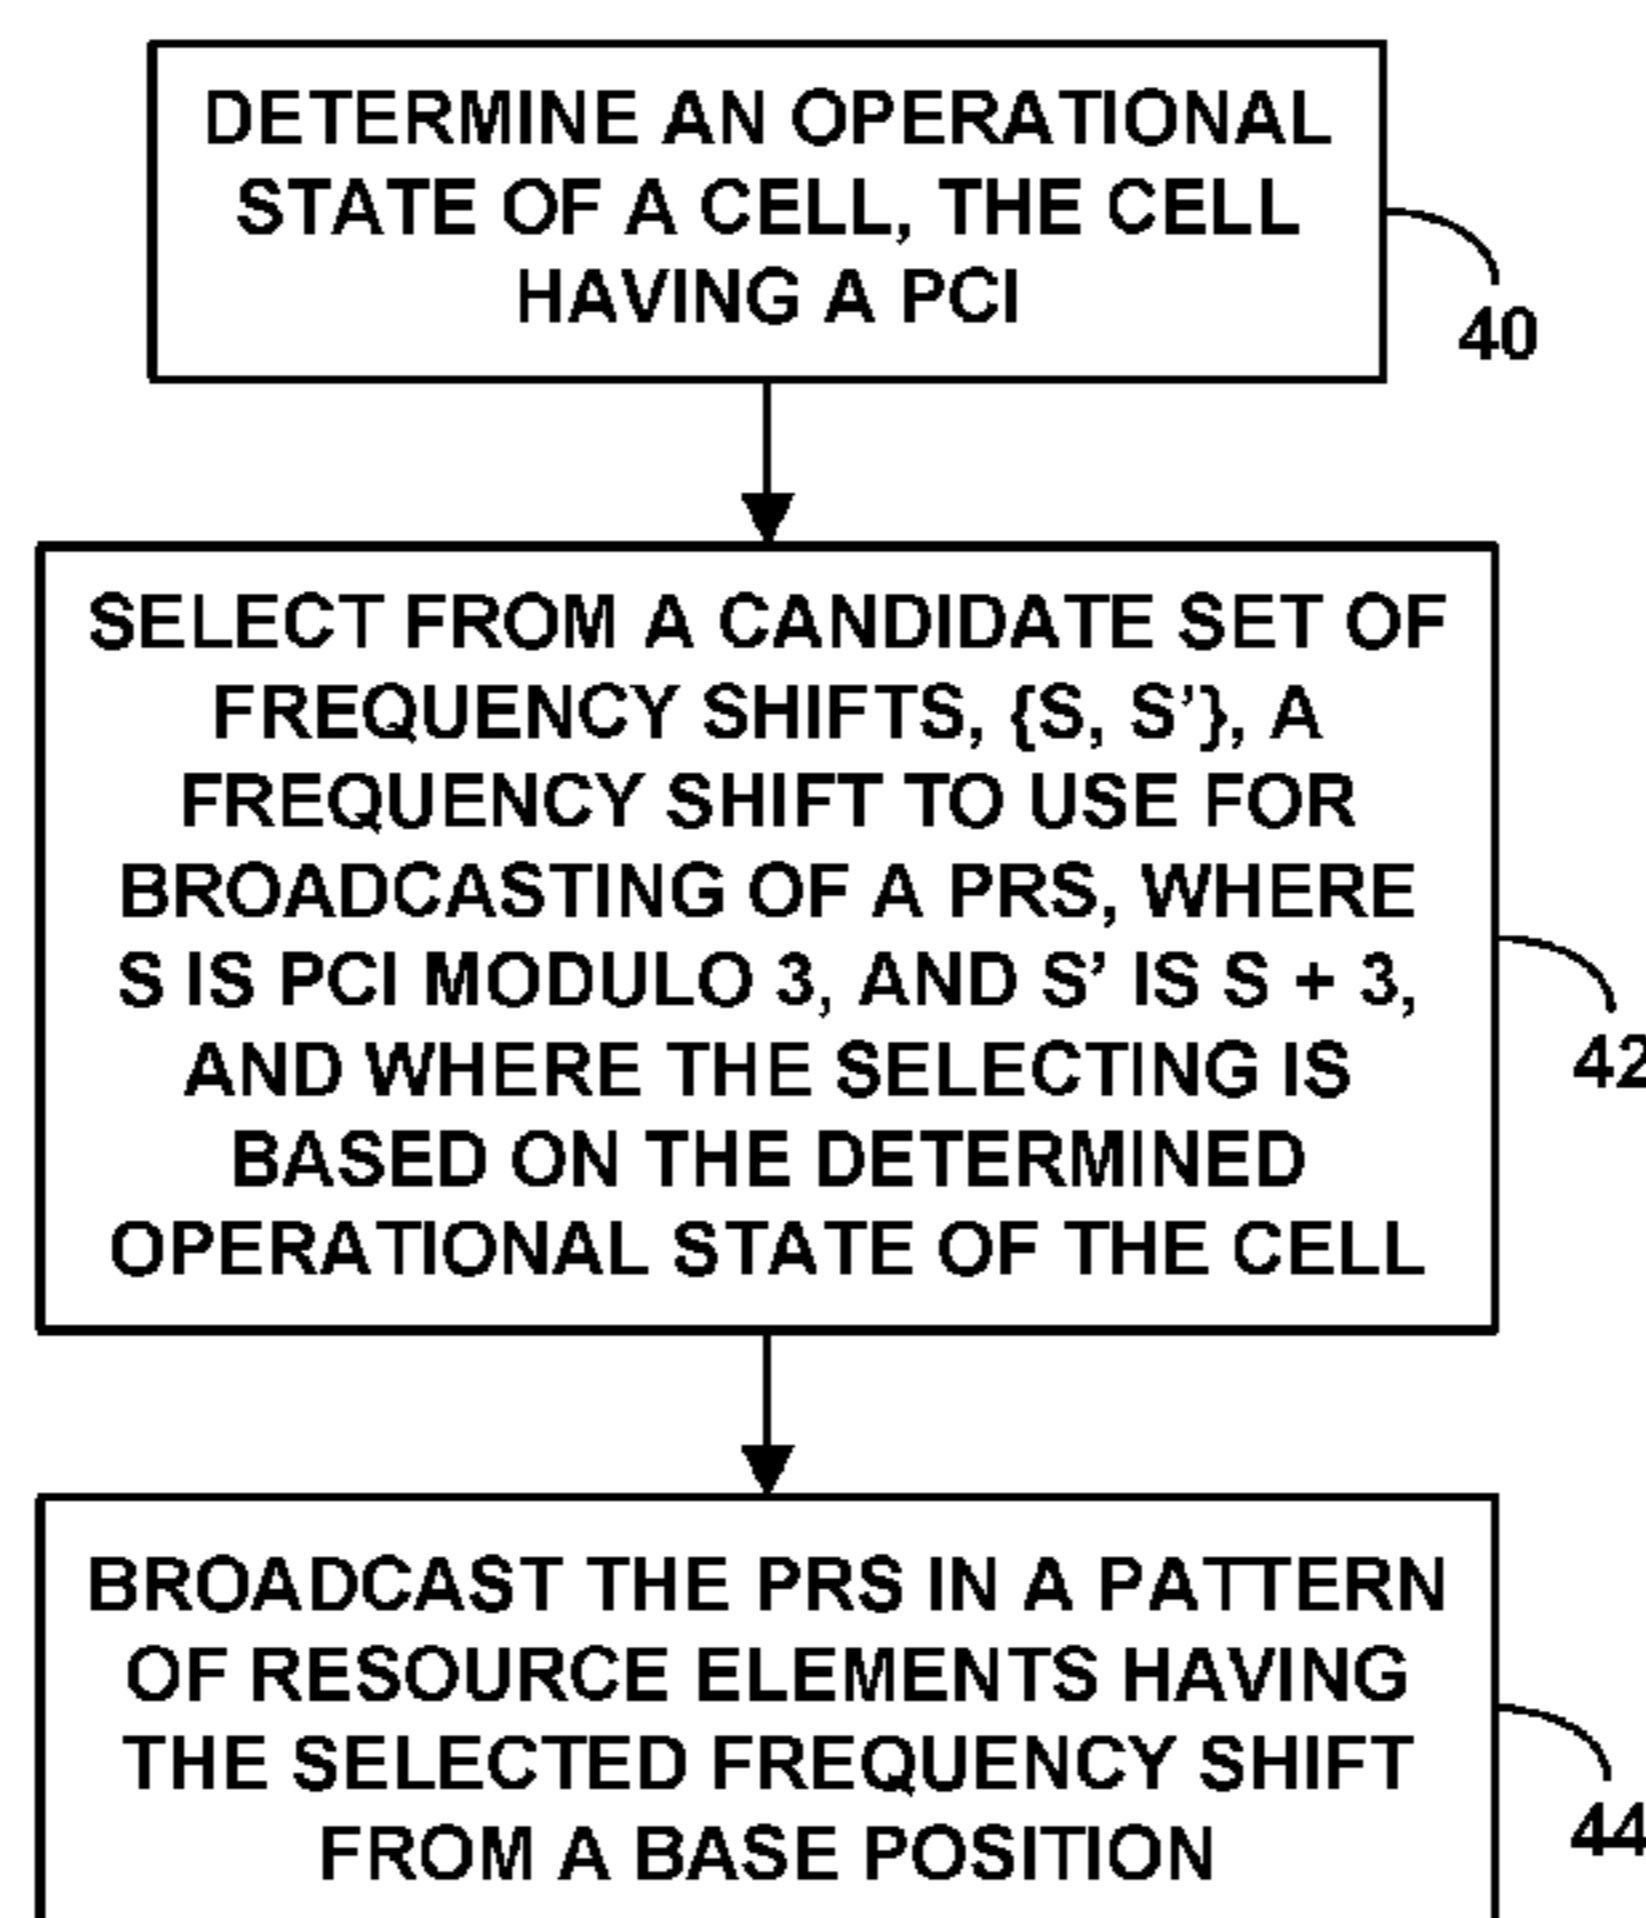 DETERMINE AN OPERATIONAL
STATE OF A CELL, THE CELL
HAVING A PCI
40
SELECT FROM A CANDIDATE SET OF
FREQUENCY SHIFTS, {S, S’}, A
FREQUENCY SHIFT TO USE FOR
BROADCASTING OF A PRS, WHERE
S IS PCI MODULO 3, AND S’ IS S + 3,
AND WHERE THE SELECTING IS
BASED ON THE DETERMINED
OPERATIONAL STATE OF THE CELL
42
BROADCAST THE PRS IN A PATTERN
OF RESOURCE ELEMENTS HAVING
THE SELECTED FREQUENCY SHIFT
FROM A BASE POSITION
44